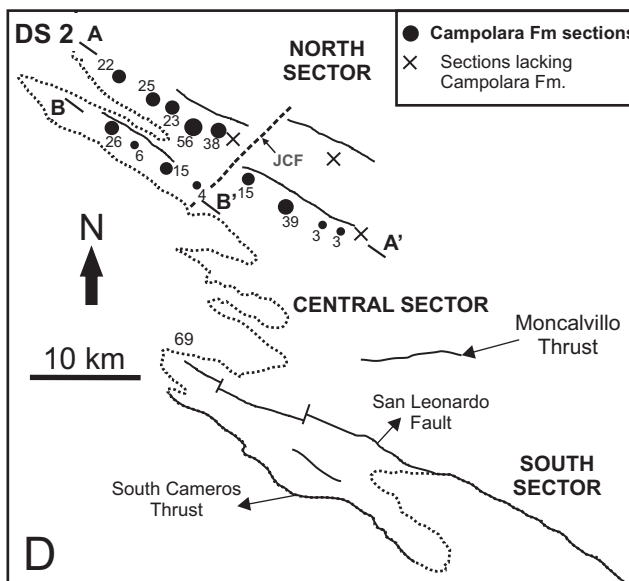 DS 2
A
NORTH
SECTOR
Campolara Fm sections
Sections lacking
Campolara Fm.
22
25
23
56
38
B
26
6
15
4
B'
JCF
15
39
3
3
A'
N
CENTRAL SECTOR
69
10 km
Moncalvillo
Thrust
San Leonardo
Fault
SOUTH
SECTOR
South Cameros
Thrust
D